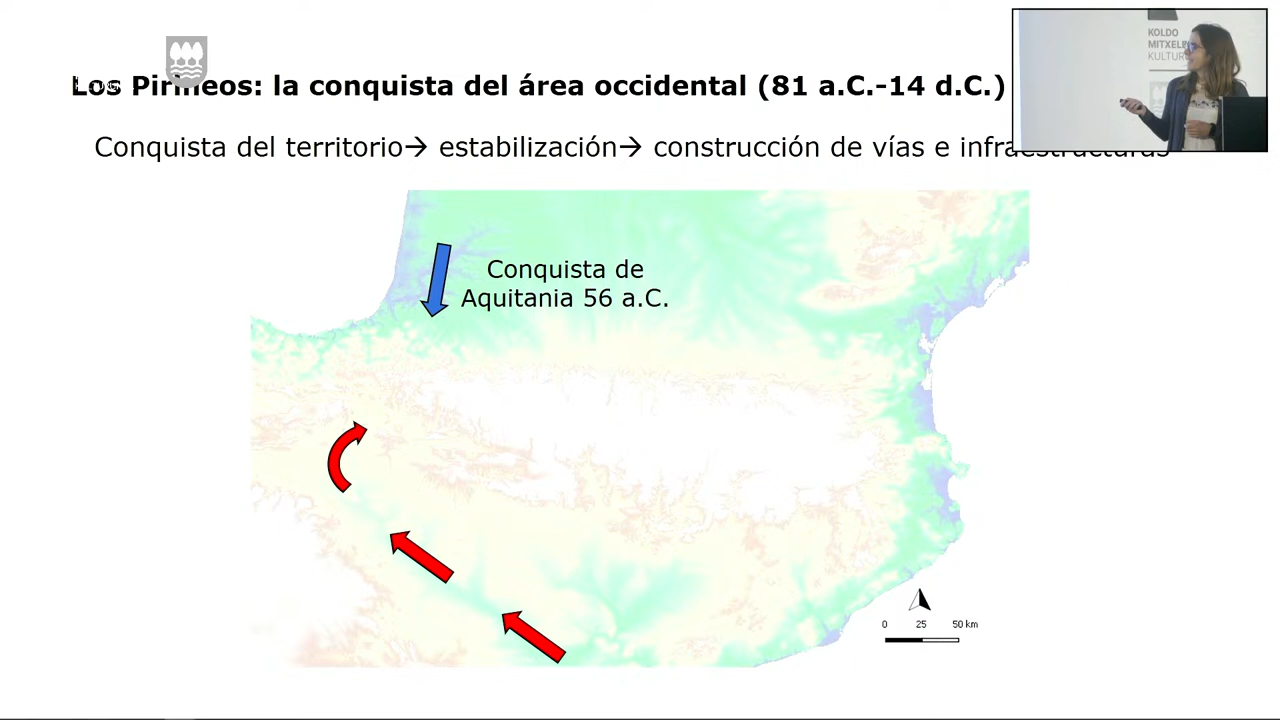 Los Pirineos: la conquista del área occidental (81 a.C.-14 d.C.)
Conquista del territorio→ estabilización→ construcción de vías e infraestructuras
Conquista de
Aquitania 56 a.C.
0 25 50 km
KOLDO
MITXEL
KULTUR